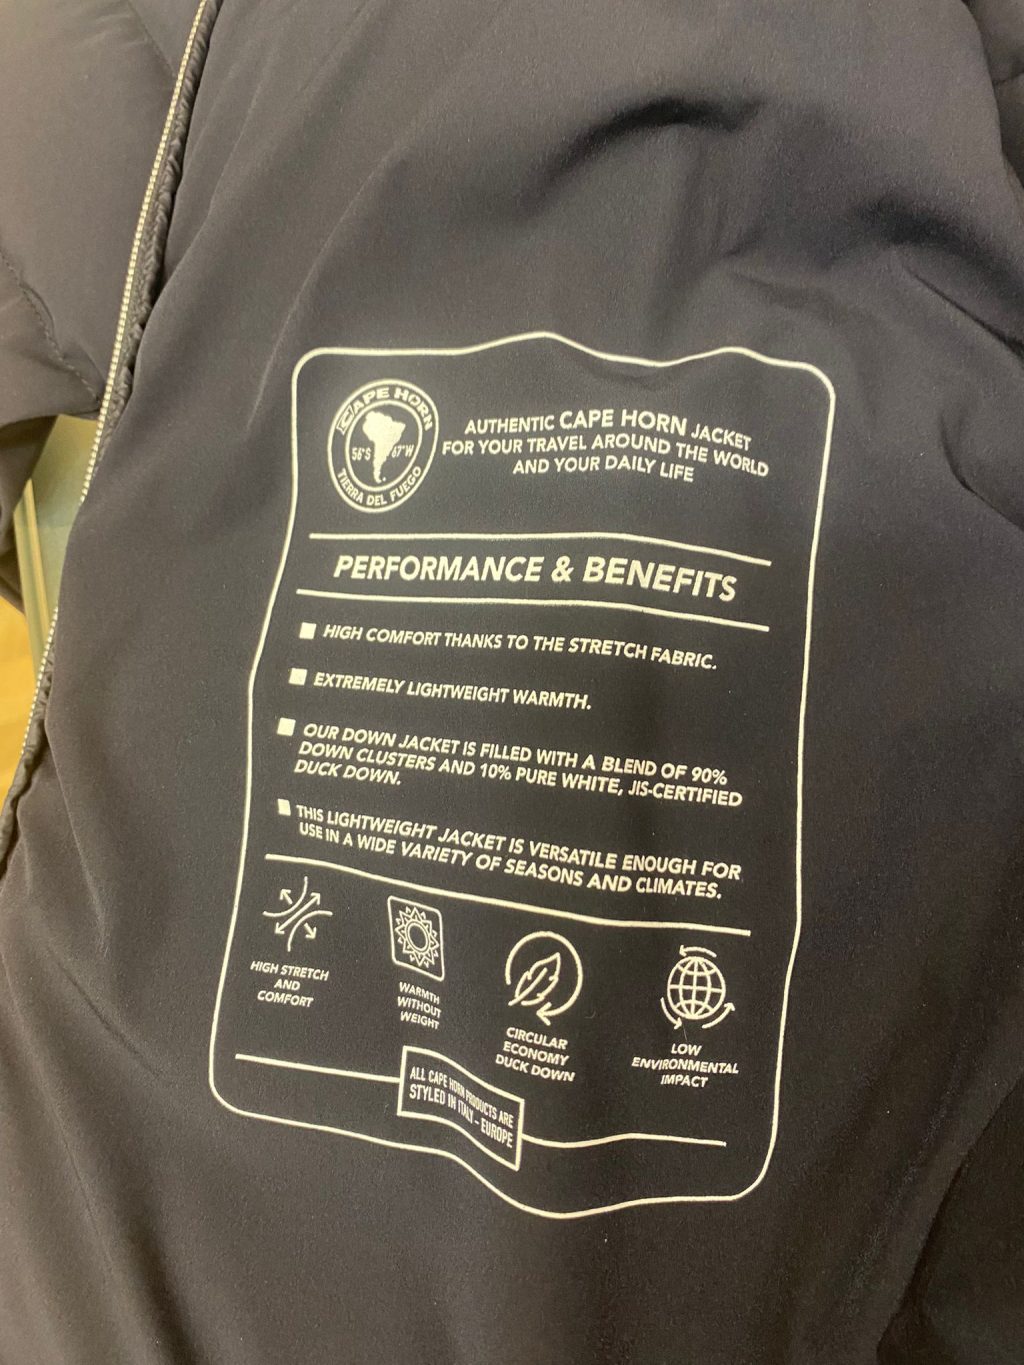 CAPE HORN
56°S 67°W
TIERRA DEL FUEGO
AUTHENTIC CAPE HORN JACKET
FOR YOUR TRAVEL AROUND THE WORLD
AND YOUR DAILY LIFE
PERFORMANCE & BENEFITS
HIGH COMFORT THANKS TO THE STRETCH FABRIC.
EXTREMELY LIGHTWEIGHT WARMTH.
OUR DOWN JACKET IS FILLED WITH A BLEND OF 90%
DOWN CLUSTERS AND 10% PURE WHITE, JIS-CERTIFIED
DUCK DOWN.
THIS LIGHTWEIGHT JACKET IS VERSATILE ENOUGH FOR
USE IN A WIDE VARIETY OF SEASONS AND CLIMATES.
HIGH STRETCH
AND
COMFORT
WARMTH
WITHOUT
WEIGHT
CIRCULAR
ECONOMY
DUCK DOWN
LOW
ENVIRONMENTAL
IMPACT
ALL CAPE HORN PRODUCTS ARE
STYLED IN ITALY - EUROPE